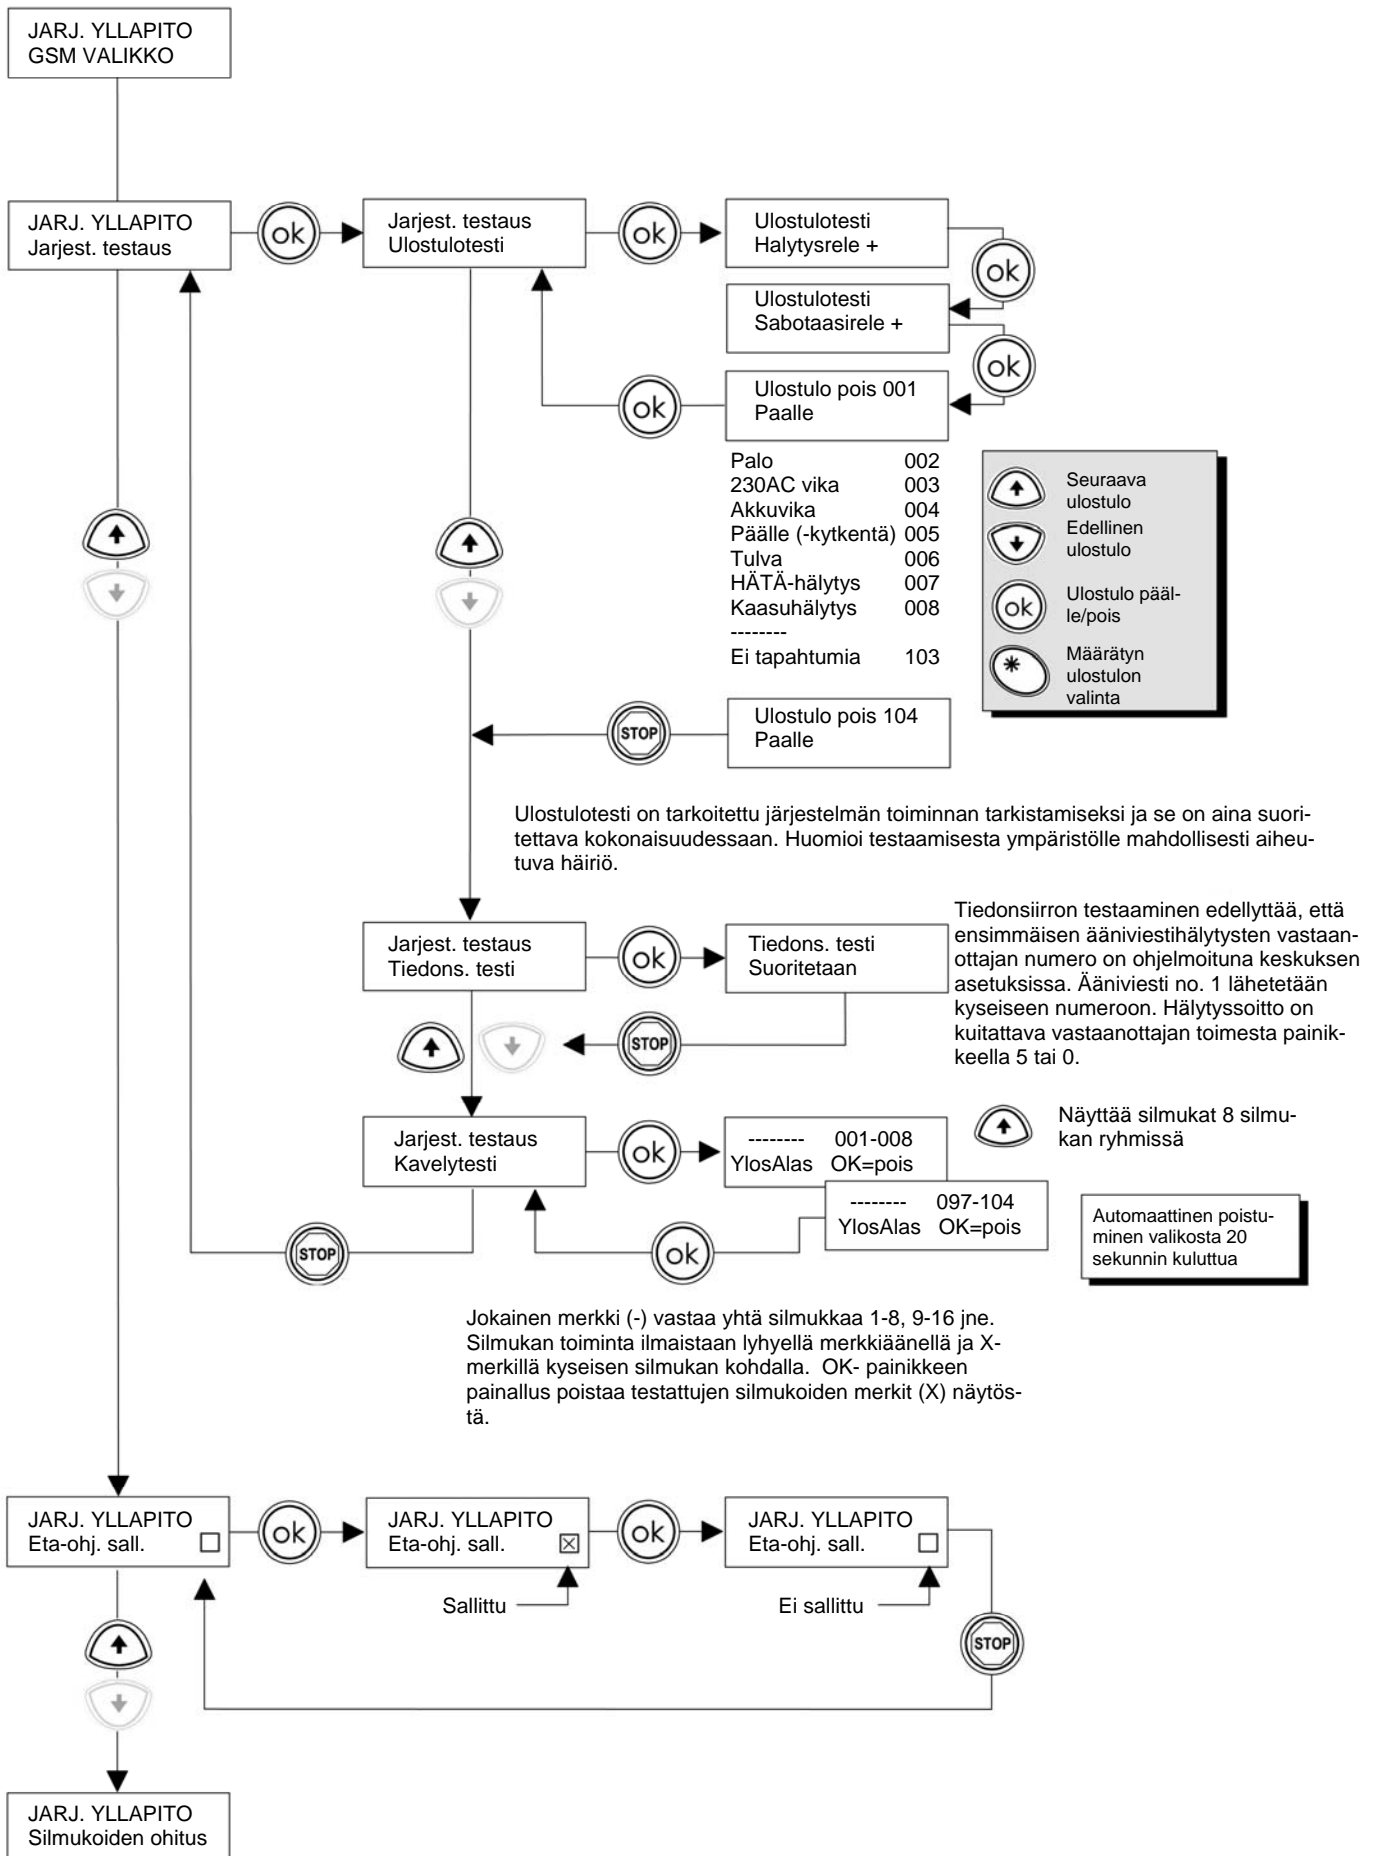 JARJ. YLLAPITO
GSM VALIKKO
JARJ. YLLAPITO
Jarjest. testaus
ok
Jarjest. testaus
Ulostulotesti
ok
Ulostulotesti
Halytysrele +
ok
Ulostulotesti
Sabotaasirele +
ok
Ulostulo pois 001
Paalle
ok
Palo 002
230AC vika 003
Akkuvika 004
Päälle (-kytkentä) 005
Tulva 006
HÄTÄ-hälytys 007
Kaasuhälytys 008
--------
Ei tapahtumia 103
Seuraava
ulostulo
Edellinen
ulostulo
ok
Ulostulo pääl-
le/pois
*
Määrätyn
ulostulon
valinta
STOP
Ulostulo pois 104
Paalle
Ulostulotesti on tarkoitettu järjestelmän toiminnan tarkistamiseksi ja se on aina suori-
tettava kokonaisuudessaan. Huomioi testaamisesta ympäristölle mahdollisesti aiheu-
tuva häiriö.
Jarjest. testaus
Tiedons. testi
ok
Tiedons. testi
Suoritetaan
STOP
Tiedonsiirron testaaminen edellyttää, että
ensimmäisen ääniviestihälytysten vastaan-
ottajan numero on ohjelmoituna keskuksen
asetuksissa. Ääniviesti no. 1 lähetetään
kyseiseen numeroon. Hälytyssoitto on
kuitattava vastaanottajan toimesta painik-
keella 5 tai 0.
Jarjest. testaus
Kavelytesti
ok
-------- 001-008
YlosAlas OK=pois
-------- 097-104
YlosAlas OK=pois
ok
STOP
Näyttää silmukat 8 silmu-
kan ryhmissä
Automaattinen poistu-
minen valikosta 20
sekunnin kuluttua
Jokainen merkki (-) vastaa yhtä silmukkaa 1-8, 9-16 jne.
Silmukan toiminta ilmaistaan lyhyellä merkkiäänellä ja X-
merkillä kyseisen silmukan kohdalla. OK- painikkeen
painallus poistaa testattujen silmukoiden merkit (X) näytös-
tä.
JARJ. YLLAPITO
Eta-ohj. sall.
ok
JARJ. YLLAPITO
Eta-ohj. sall.
ok
JARJ. YLLAPITO
Eta-ohj. sall.
Sallittu
Ei sallittu
STOP
JARJ. YLLAPITO
Silmukoiden ohitus